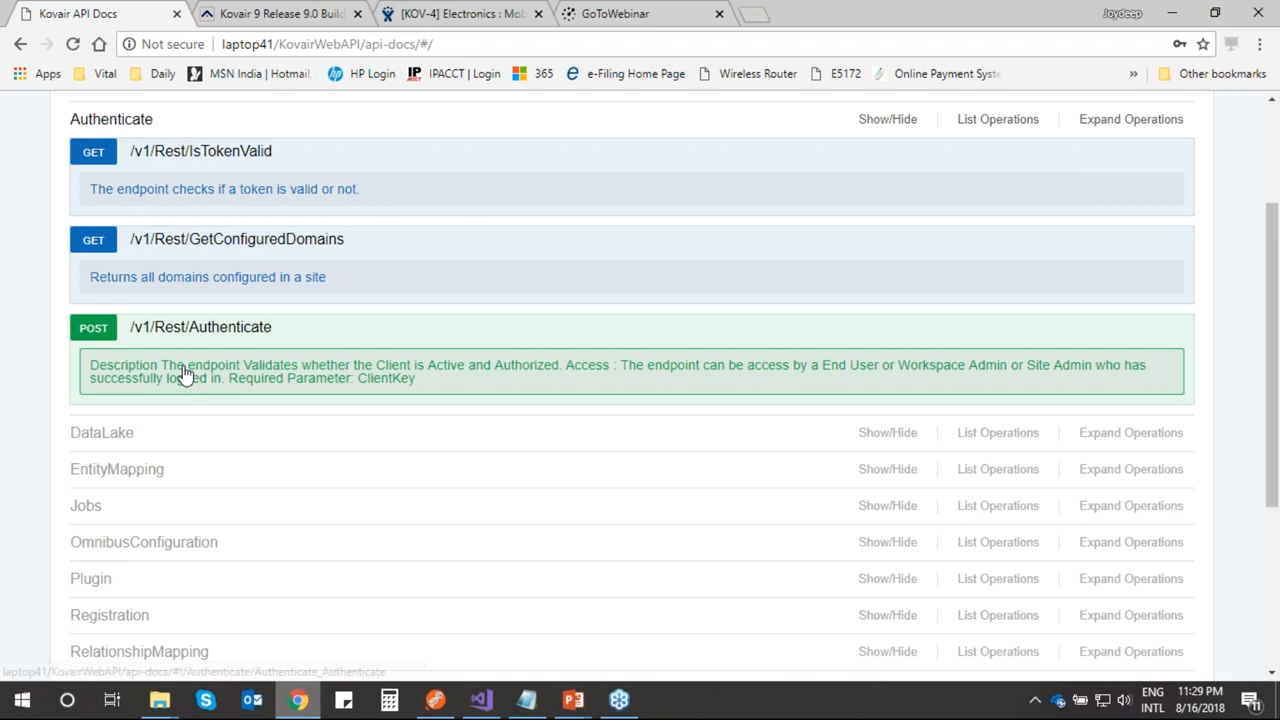 Kovair API Docs
Kovair 9 Release 9.0 Build
[KOV-4] Electronics : Mob
GoToWebinar
Joydeep
Not secure
laptop41/KovairWebAPI/api-docs/#/
Apps
Vital
Daily
MSN India | Hotmail,
HP Login
IPACCT | Login
365
e-Filing Home Page
Wireless Router
E5172
Online Payment Syste
»
Other bookmarks
Authenticate
Show/Hide
List Operations
Expand Operations
GET
/v1/Rest/IsTokenValid
The endpoint checks if a token is valid or not.
GET
/v1/Rest/GetConfiguredDomains
Returns all domains configured in a site
POST
/v1/Rest/Authenticate
Description The endpoint Validates whether the Client is Active and Authorized. Access : The endpoint can be access by a End User or Workspace Admin or Site Admin who has
successfully logged in. Required Parameter: ClientKey
DataLake
Show/Hide
List Operations
Expand Operations
EntityMapping
Show/Hide
List Operations
Expand Operations
Jobs
Show/Hide
List Operations
Expand Operations
OmnibusConfiguration
Show/Hide
List Operations
Expand Operations
Plugin
Show/Hide
List Operations
Expand Operations
Registration
Show/Hide
List Operations
Expand Operations
RelationshipMapping
Show/Hide
List Operations
Expand Operations
laptop41/KovairWebAPI/api-docs/#!/Authenticate/Authenticate_Authenticate
ENG
INTL
11:29 PM
8/16/2018
11